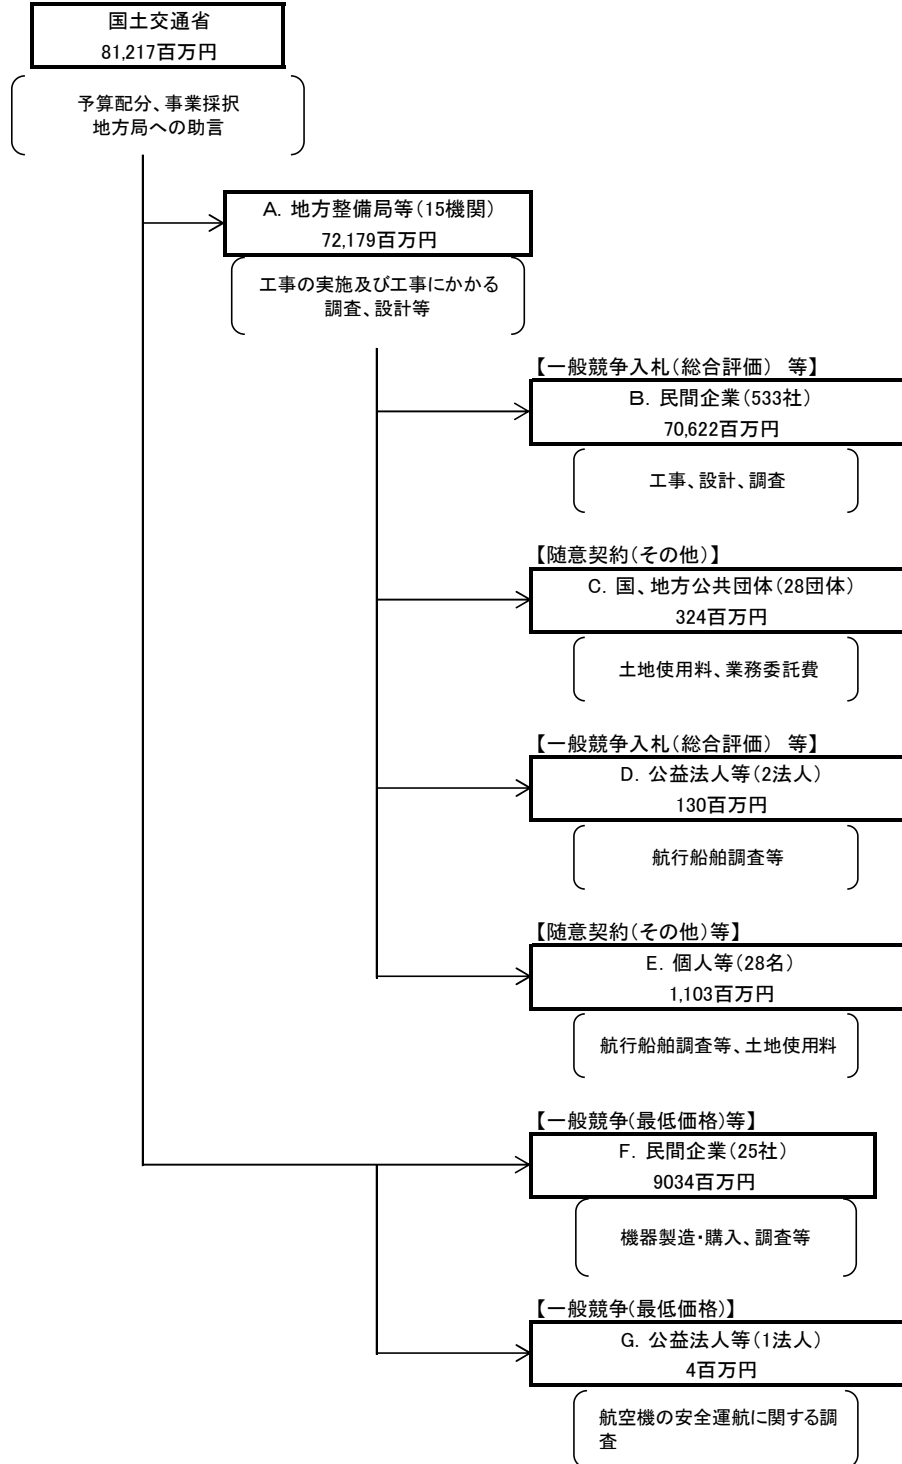 国土交通省
81,217百万円
予算配分、事業採択
地方局への助言
A. 地方整備局等(15機関)
72,179百万円
工事の実施及び工事にかかる
調査、設計等
【一般競争入札(総合評価) 等】
B. 民間企業(533社)
70,622百万円
工事、設計、調査
【随意契約(その他)】
C. 国、地方公共団体(28団体)
324百万円
土地使用料、業務委託費
【一般競争入札(総合評価) 等】
D. 公益法人等(2法人)
130百万円
航行船舶調査等
【随意契約(その他)等】
E. 個人等(28名)
1,103百万円
航行船舶調査等、土地使用料
【一般競争(最低価格)等】
F. 民間企業(25社)
9034百万円
機器製造・購入、調査等
【一般競争(最低価格)】
G. 公益法人等(1法人)
4百万円
航空機の安全運航に関する調
査